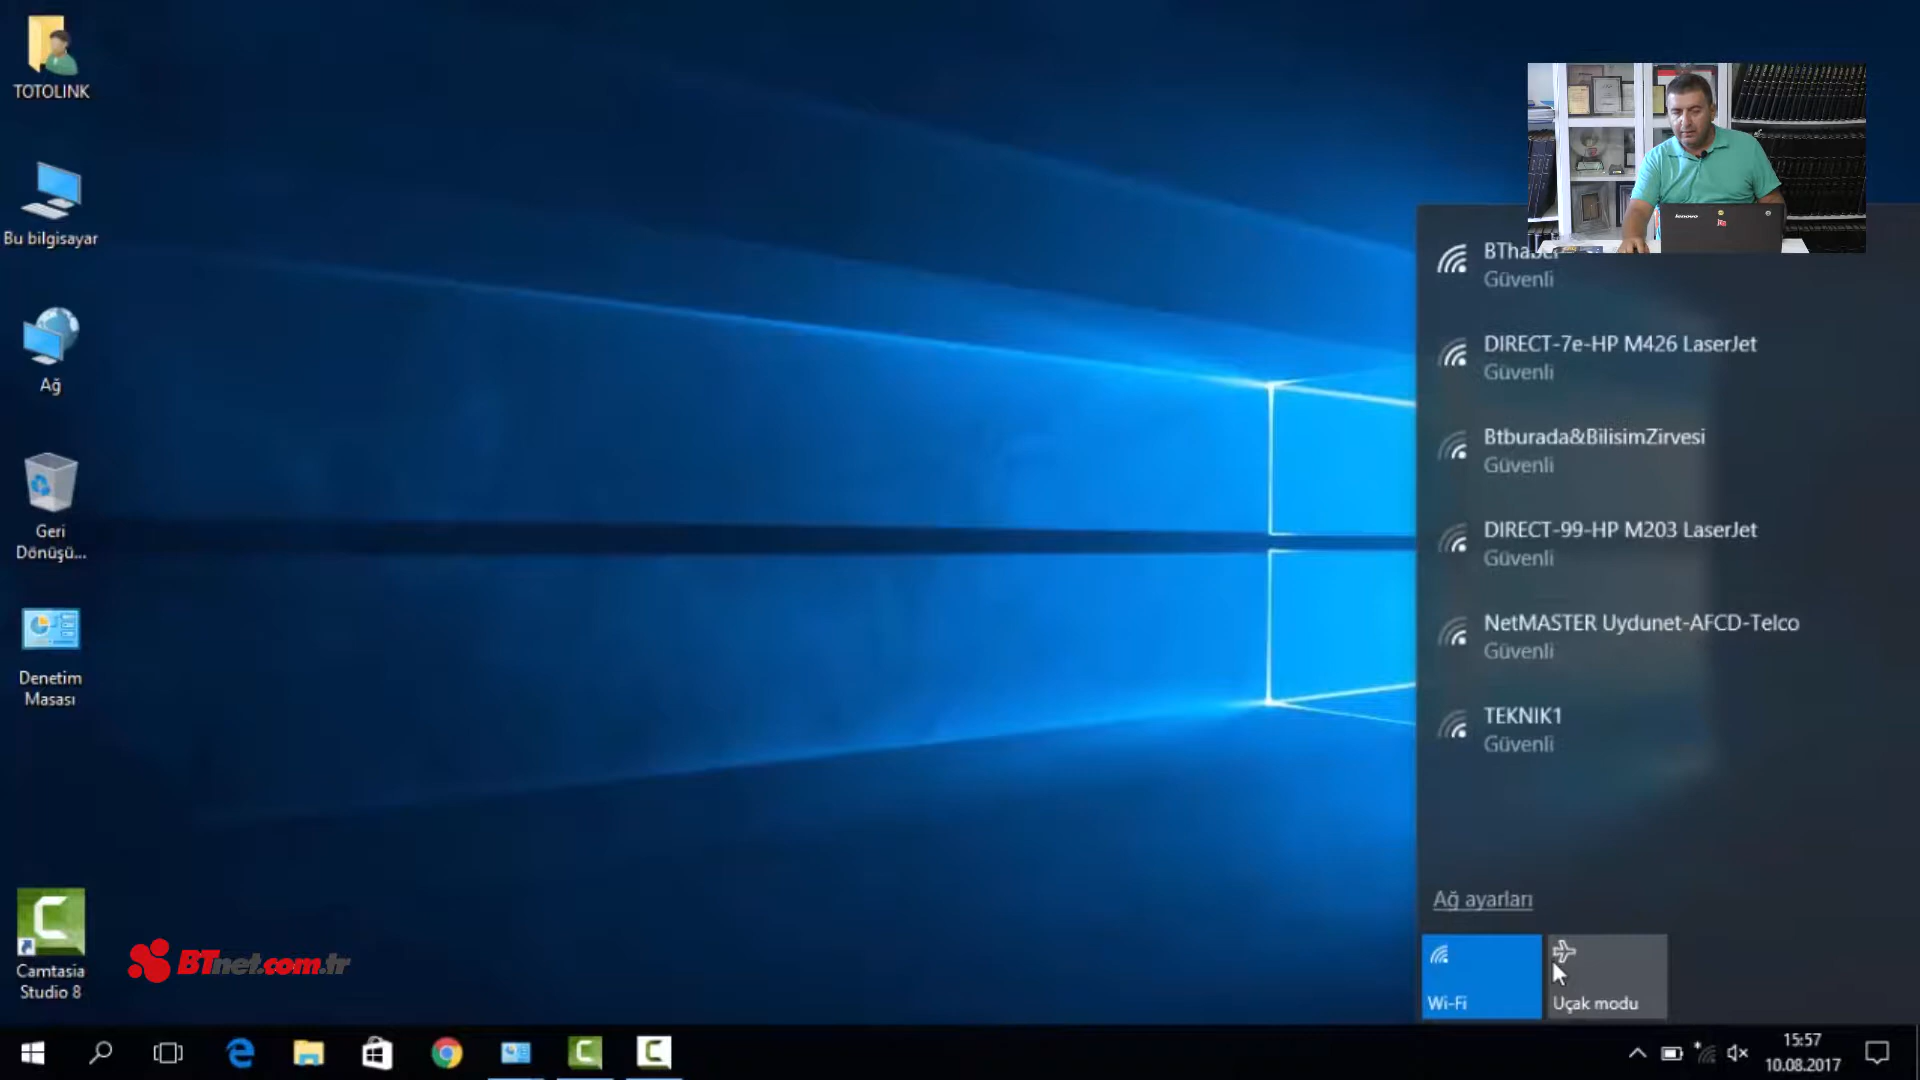 TOTOLINK
Bu bilgisayar
Ağ
Geri
Dönüşü...
Denetim
Masası
Camtasia
Studio 8
BTnet.com.tr
lenovo
BThaber
Güvenli
DIRECT-7e-HP M426 LaserJet
Güvenli
Btburada&BilisimZirvesi
Güvenli
DIRECT-99-HP M203 LaserJet
Güvenli
NetMASTER Uydunet-AFCD-Telco
Güvenli
TEKNIK1
Güvenli
Ağ ayarları
Wi-Fi
Uçak modu
15:57
10.08.2017